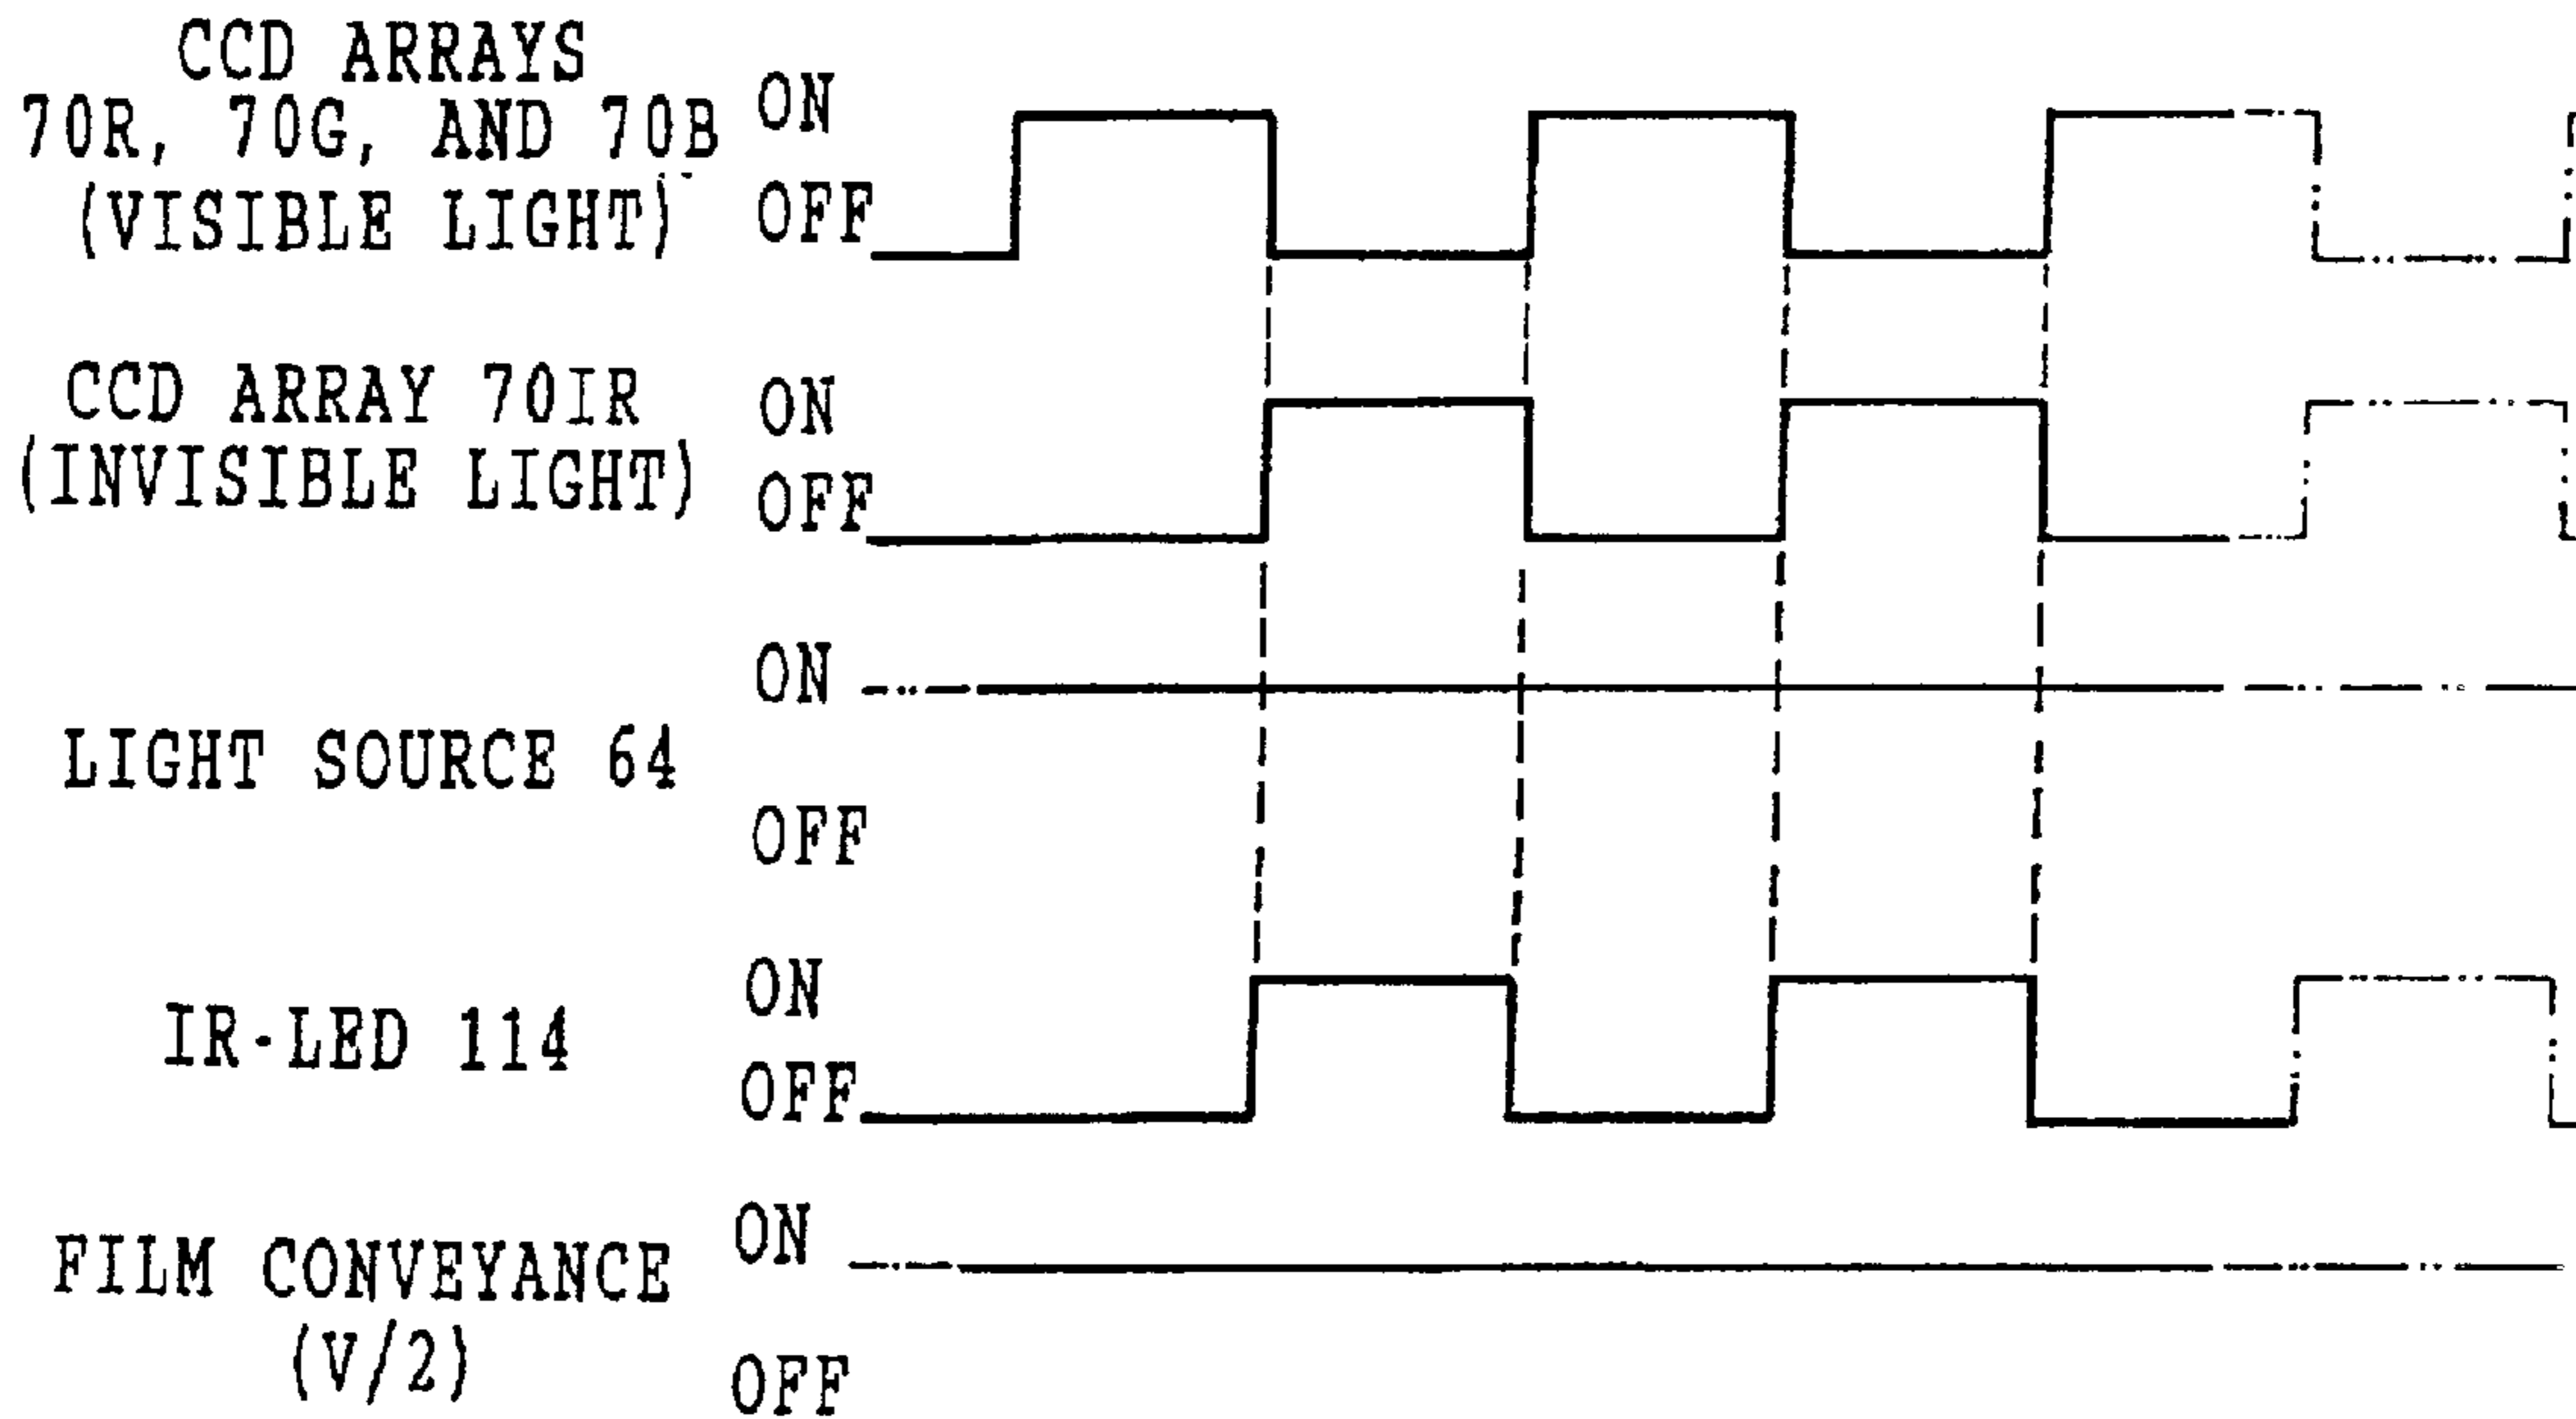 CCD ARRAYS
70R, 70G, AND 70B
(VISIBLE LIGHT)
ON
OFF
CCD ARRAY 70IR
(INVISIBLE LIGHT)
ON
OFF
LIGHT SOURCE 64
ON
OFF
IR-LED 114
ON
OFF
FILM CONVEYANCE
(V/2)
ON
OFF